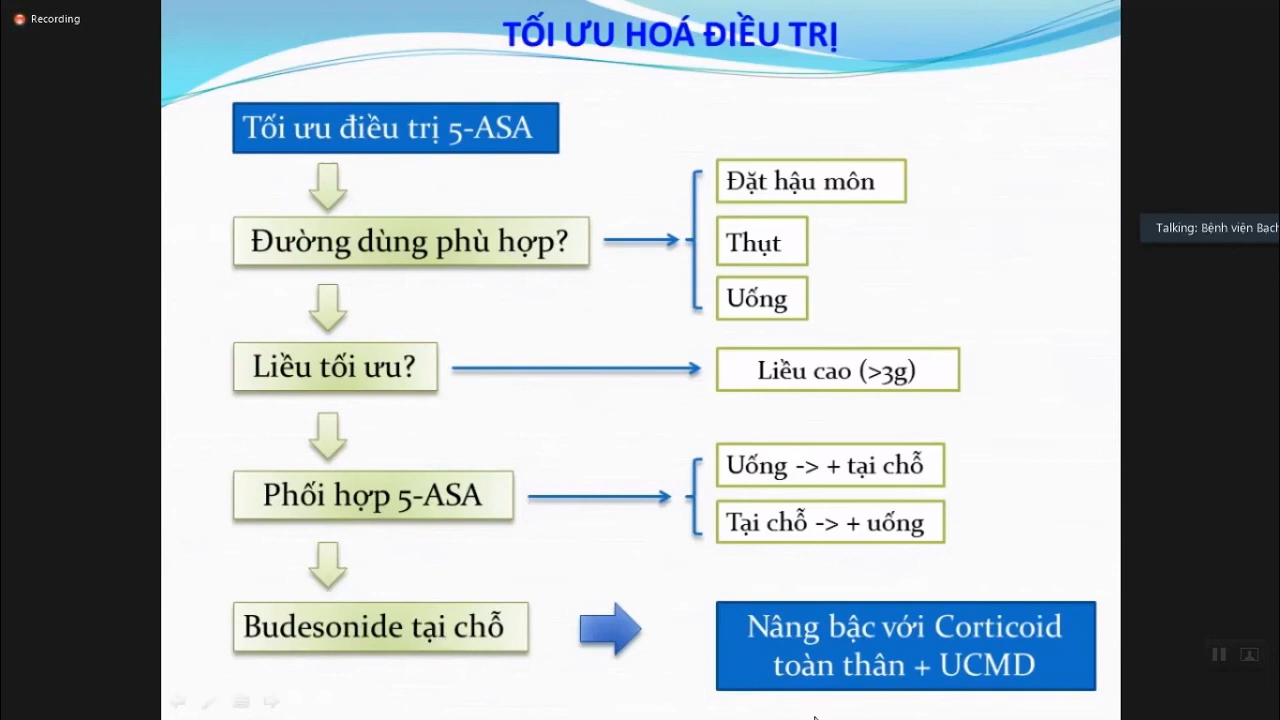 Recording
TỐI ƯU HOÁ ĐIỀU TRỊ
Tối ưu điều trị 5-ASA
Đường dùng phù hợp?
Đặt hậu môn
Thụt
Uống
Liều tối ưu?
Liều cao (>3g)
Phối hợp 5-ASA
Uống -> + tại chỗ
Tại chỗ -> + uống
Budesonide tại chỗ
Nâng bậc với Corticoid
toàn thân + UCMD
Talking: Bệnh viện Bạch